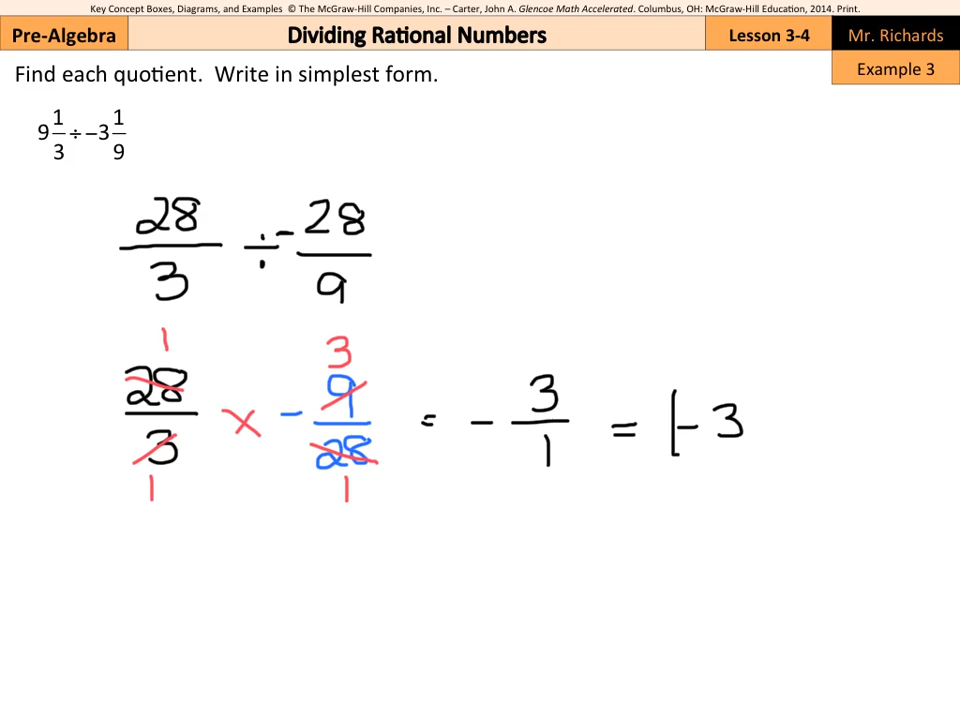 Key Concept Boxes, Diagrams, and Examples © The McGraw-Hill Companies, Inc. – Carter, John A. Glencoe Math Accelerated. Columbus, OH: McGraw-Hill Education, 2014. Print.
Pre-Algebra Dividing Rational Numbers Lesson 3-4 Mr. Richards
Example 3
Find each quotient. Write in simplest form.
9 1/3 ÷ –3 1/9
28/3 ÷ - 28/9
1 3
28/3 x - 9/28 = - 3/1 = - 3
1 1